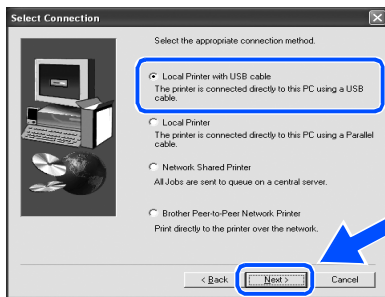 Select Connection
Select the appropriate connection method.
Local Printer with USB cable
The printer is connected directly to this PC using a USB
cable.
Local Printer
The printer is connected directly to this PC using a Parallel
cable.
Network Shared Printer
All Jobs are sent to queue on a central server.
Brother Peer-to-Peer Network Printer
Print directly to the printer over the network.
< Back Next > Cancel